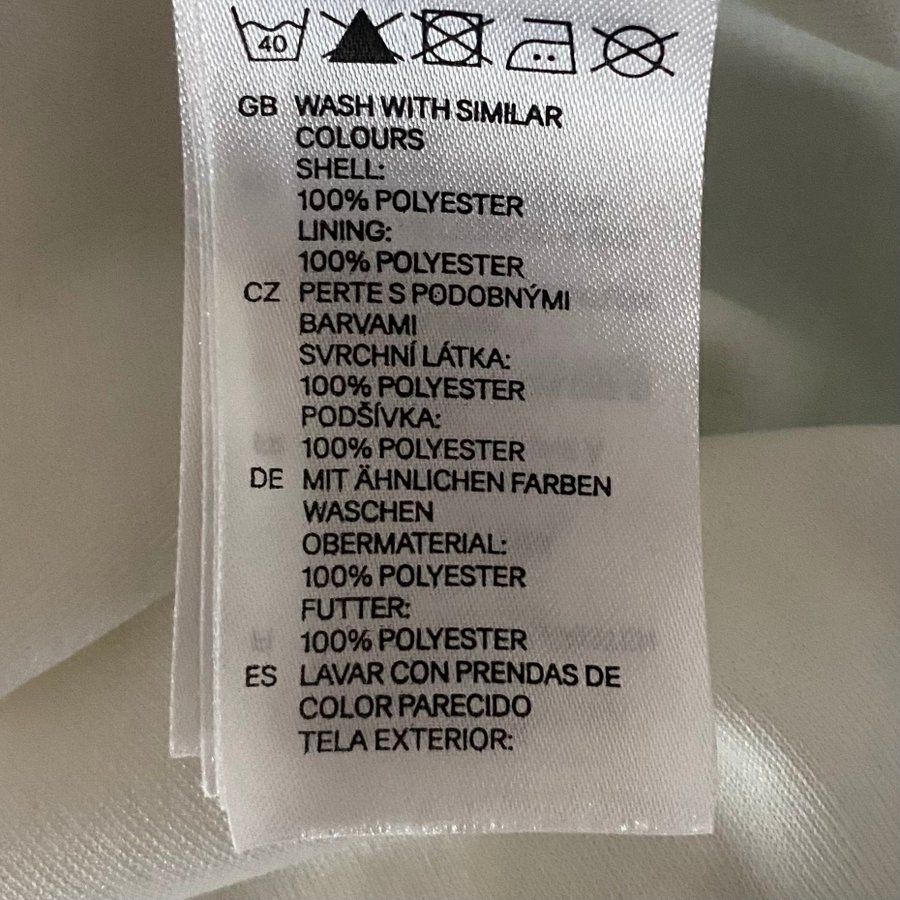 40
GB WASH WITH SIMILAR
COLOURS
SHELL:
100% POLYESTER
LINING:
100% POLYESTER
CZ PERTE S PODOBNÝMI
BARVAMI
SVRCHNÍ LÁTKA:
100% POLYESTER
PODŠÍVKA:
100% POLYESTER
DE MIT ÄHNLICHEN FARBEN
WASCHEN
OBERMATERIAL:
100% POLYESTER
FUTTER:
100% POLYESTER
ES LAVAR CON PRENDAS DE
COLOR PARECIDO
TELA EXTERIOR: